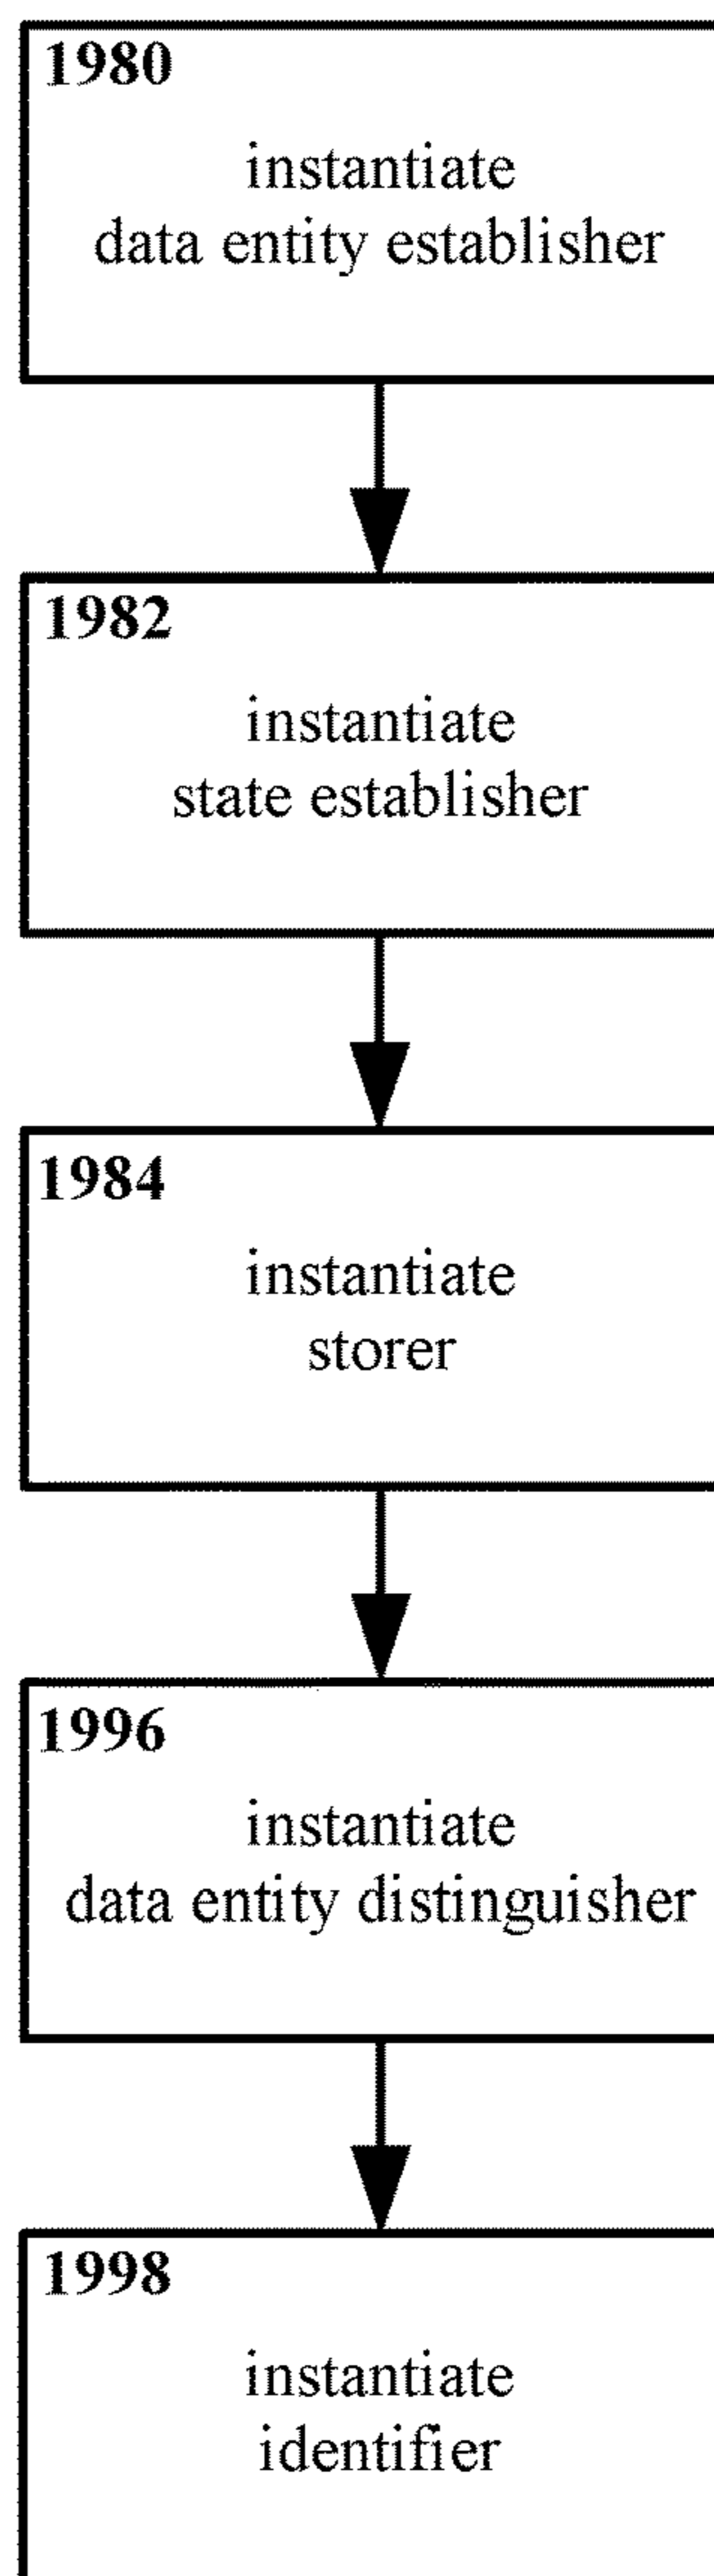 1980
instantiate
data entity establisher
1982
instantiate
state establisher
1984
instantiate
storer
1996
instantiate
data entity distinguisher
1998
instantiate
identifier